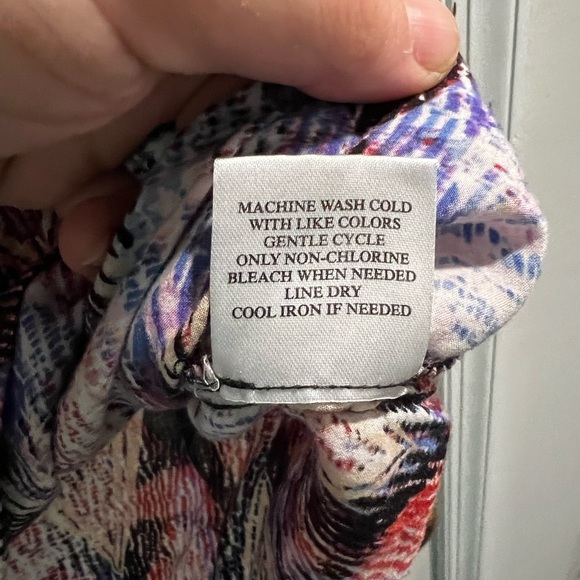 MACHINE WASH COLD
WITH LIKE COLORS
GENTLE CYCLE
ONLY NON-CHLORINE
BLEACH WHEN NEEDED
LINE DRY
COOL IRON IF NEEDED